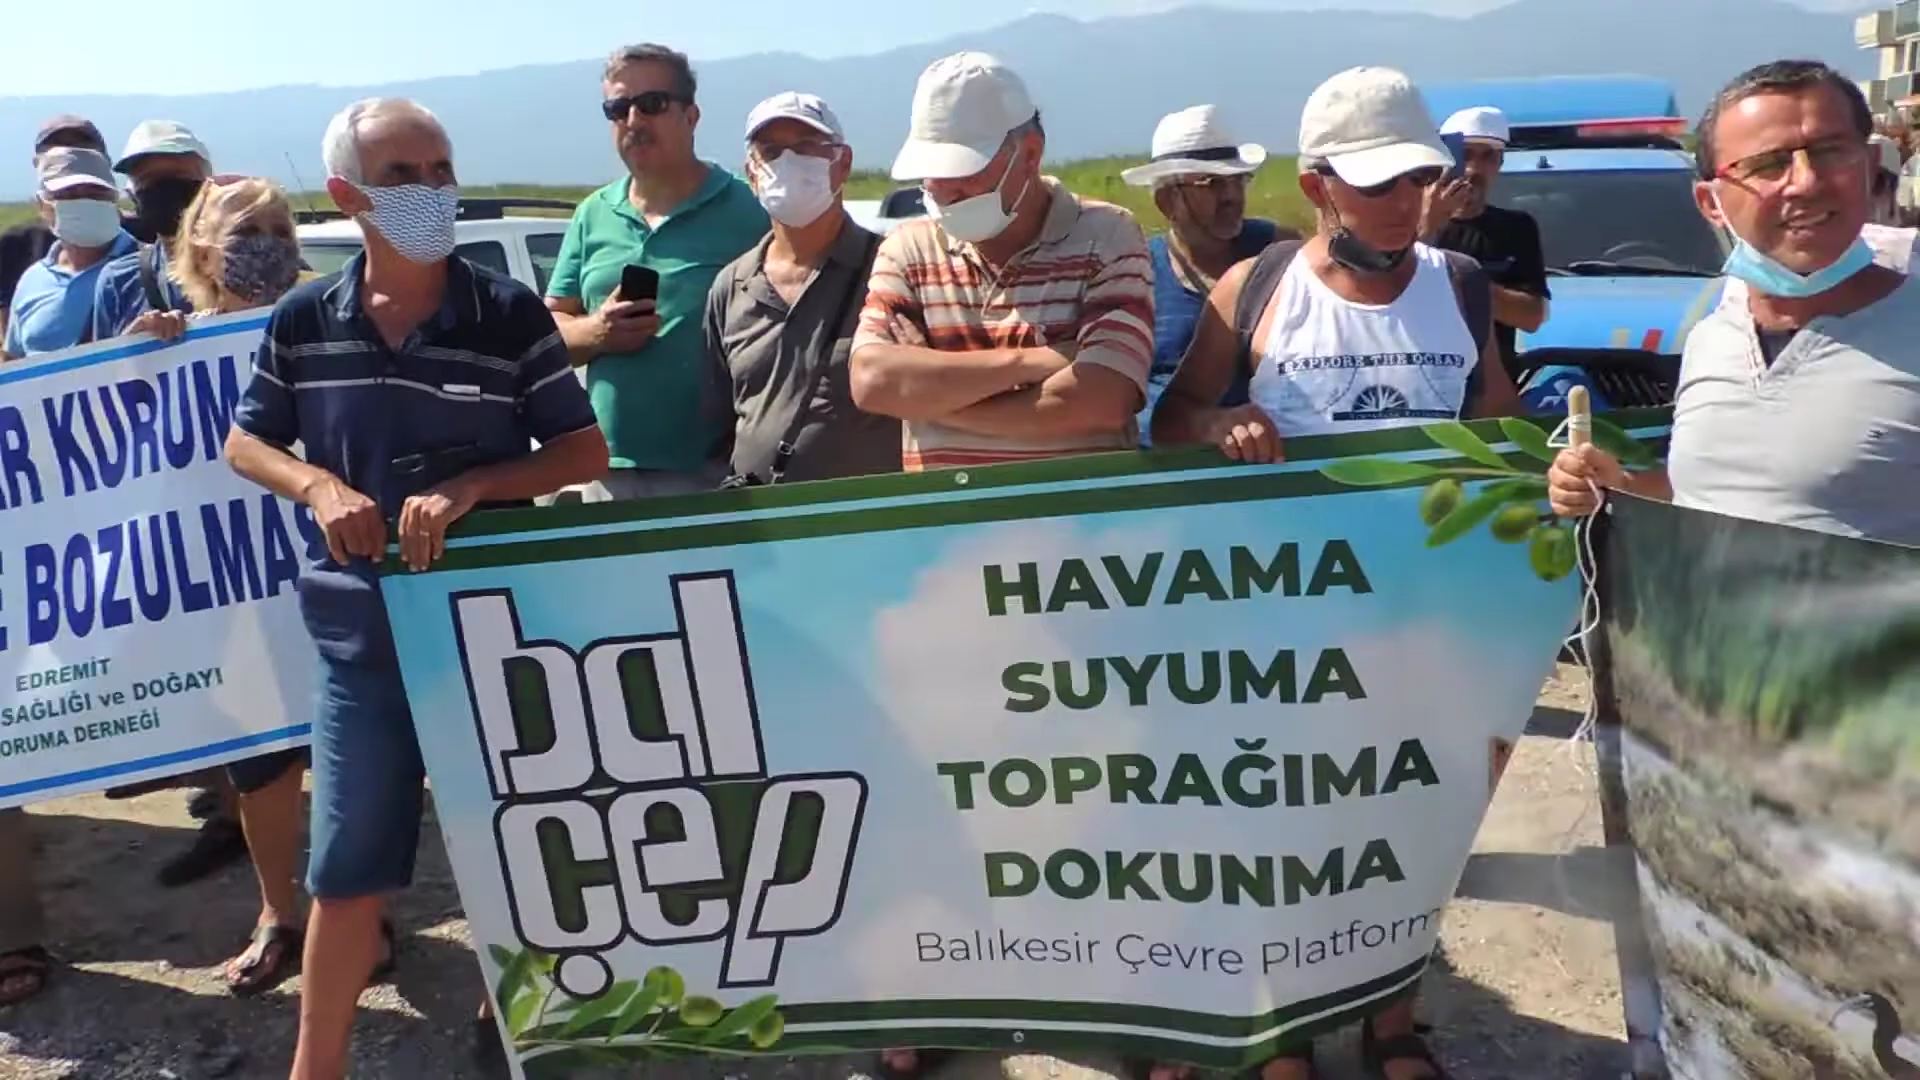 KURUM
BOZULMAS
EDREMİT
SAĞLIĞI ve DOĞAYI
ORUMA DERNEĞİ
bal
çep
HAVAMA
SUYUMA
TOPRAĞIMA
DOKUNMA
Balıkesir Çevre Platform
EXPLORE THE OCEAN